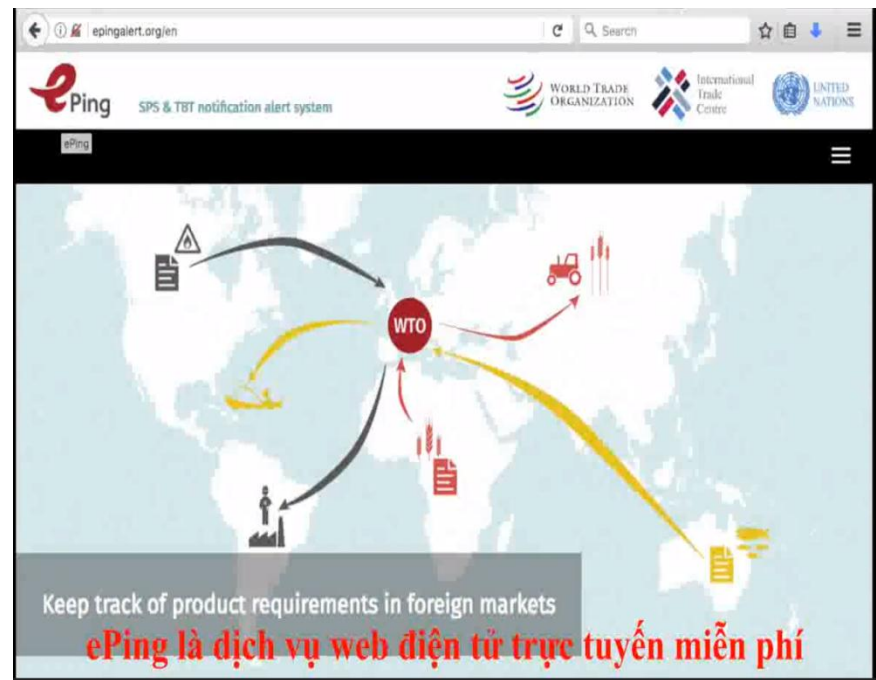 epingalert.org/en
Search
ePing
SPS & TBT notification alert system
WORLD TRADE
ORGANIZATION
International
Trade
Centre
UNITED
NATIONS
ePing
WTO
Keep track of product requirements in foreign markets
ePing là dịch vụ web điện tử trực tuyến miễn phí